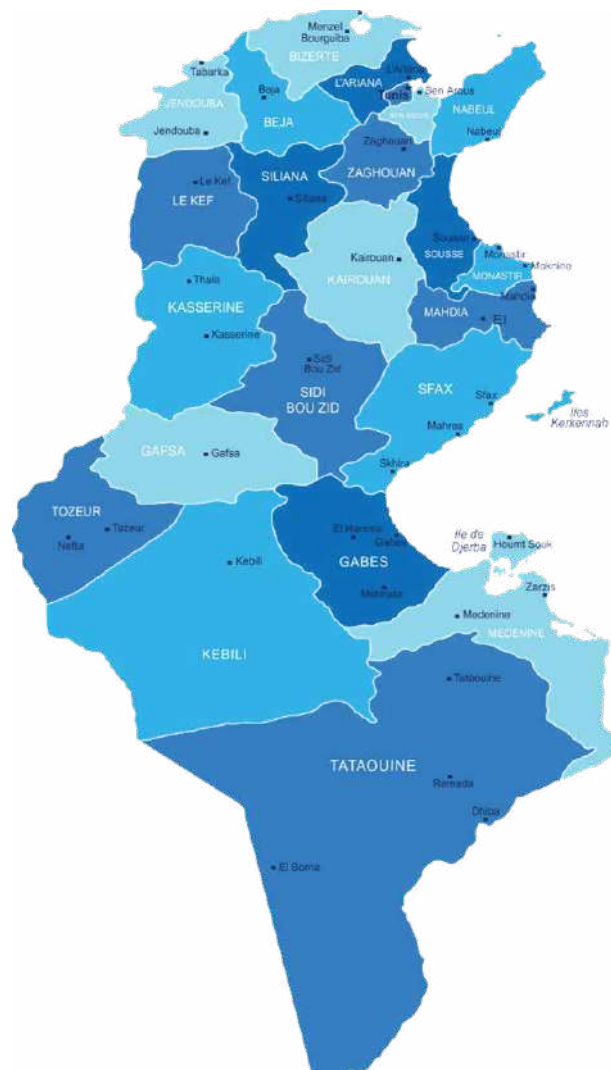 Menzel
Bourguiba
BIZERTE
Tabarka
L'Ariana
L'ARIANA
Beja
Tunis
Ben Arous
JENDOUBA
BEJA
NABEUL
Jendouba
Nabeul
Zaghouan
SILIANA
ZAGHOUAN
Le Kef
LE KEF
Siliana
Sousse
Monastir
SOUSSE
Kairouan
Moknine
MONASTIR
KAIROUAN
Thala
Mahdia
KASSERINE
MAHDIA
El
Kasserine
Sidi
Bou Zid
SIDI
BOU ZID
SFAX
Sfax
Iles
Kerkennah
Mahres
GAFSA
Gafsa
Skhira
TOZEUR
Tozeur
Nefta
El Hamma
Gabes
Ile de
Djerba
Houmt Souk
Kebili
GABES
Matmata
Zarzis
Medenine
MEDENINE
KEBILI
Tataouine
TATAOUINE
Remada
Dhiba
El Borma